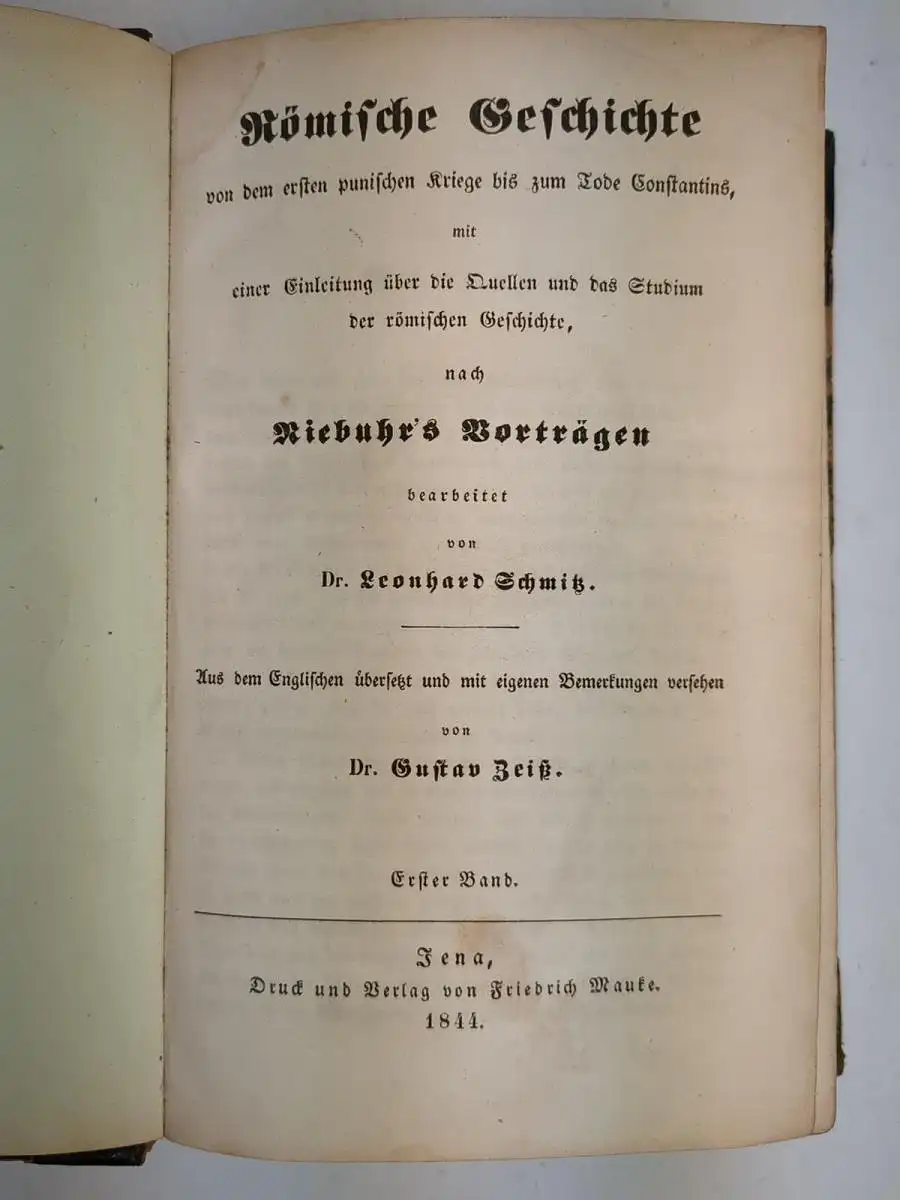 Römische Geschichte
von dem ersten punischen Kriege bis zum Tode Constantins,
mit
einer Einleitung über die Quellen und das Studium
der römischen Geschichte,
nach
Niebuhr's Vorträgen
bearbeitet
von
Dr. Leonhard Schmitz.
Aus dem Englischen übersetzt und mit eigenen Bemerkungen versehen
von
Dr. Gustav Zeiß.
Erster Band.
Jena,
Druck und Verlag von Friedrich Mauke.
1844.